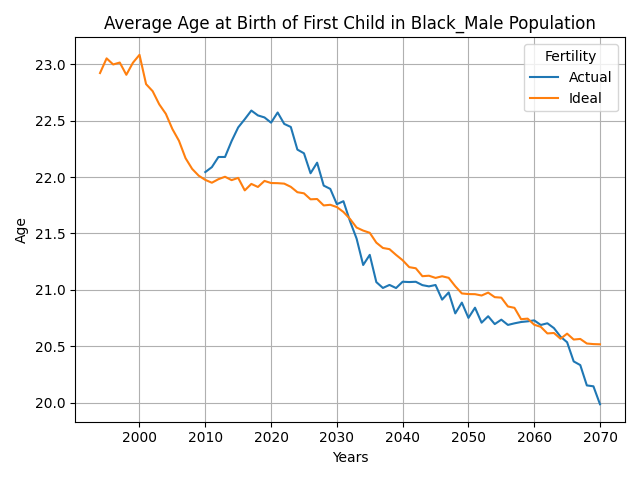 Average Age at Birth of First Child in Black_Male Population
Fertility
Actual
Ideal
Age
23.0
22.5
22.0
21.5
21.0
20.5
20.0
2000 2010 2020 2030 2040 2050 2060 2070
Years